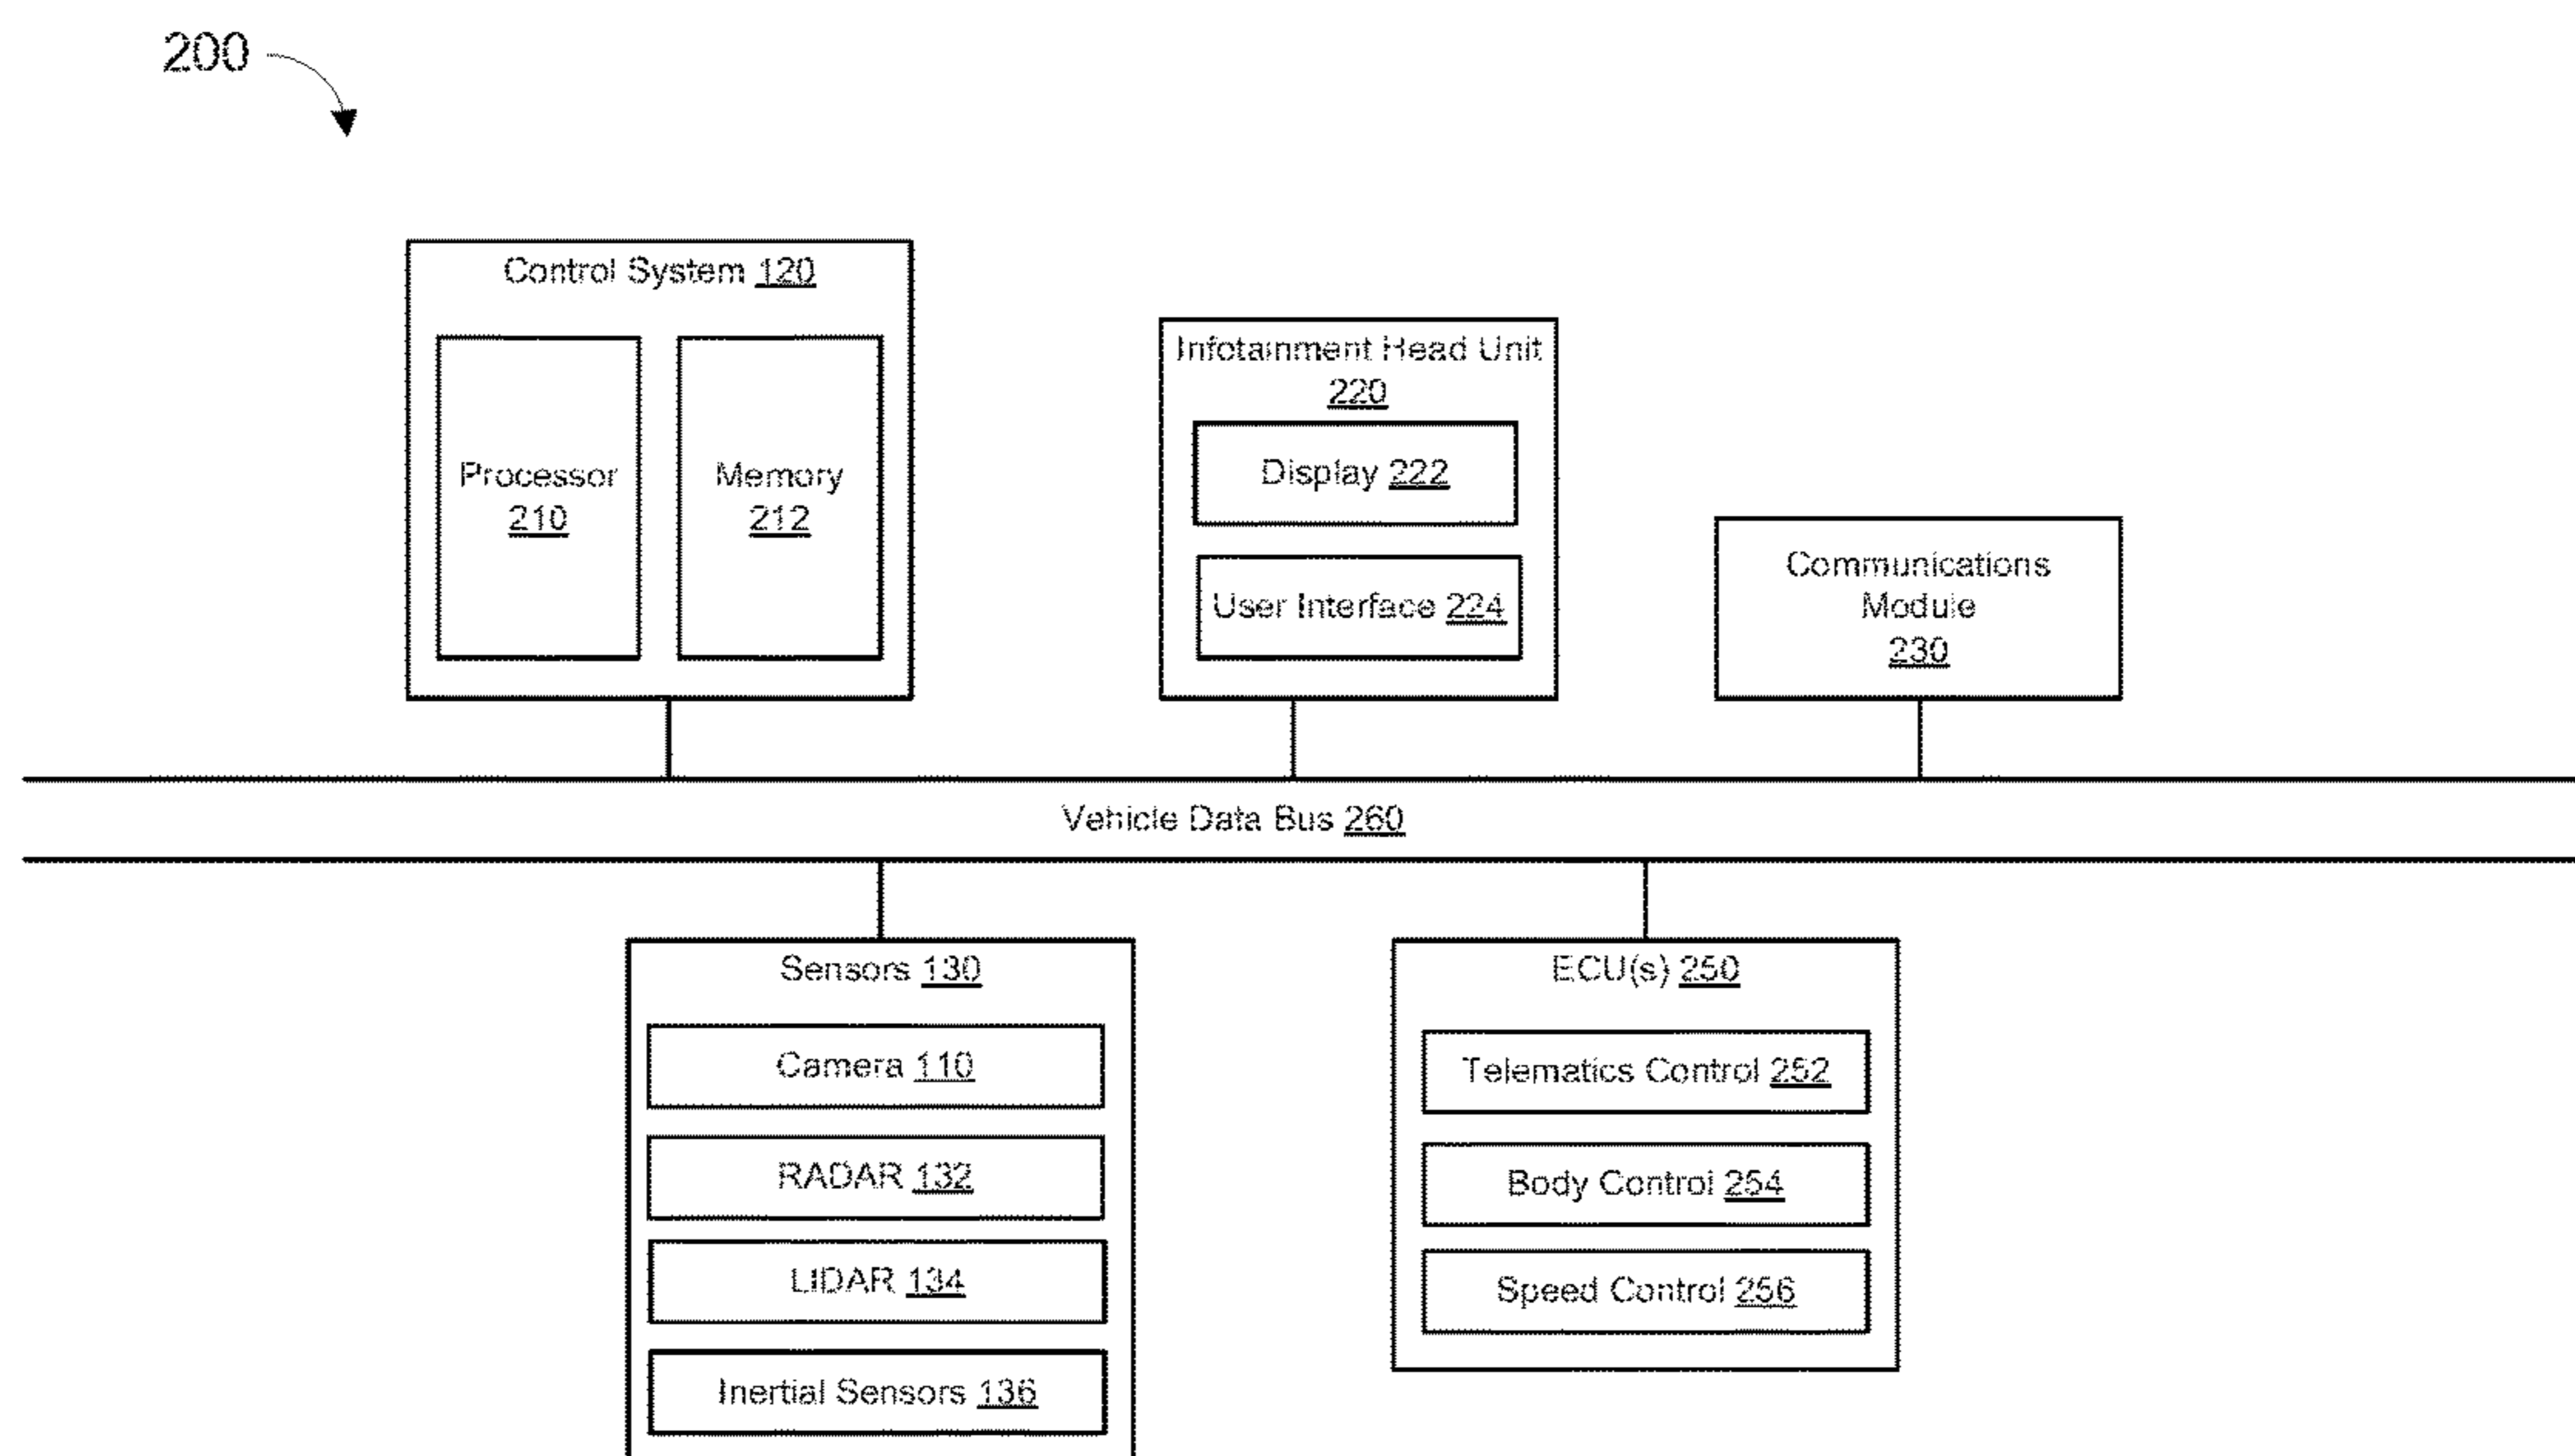 200
Control System 120
Processor
210
Memory
212
Infotainment Head Unit
220
Display 222
User Interface 224
Communications
Module
230
Vehicle Data Bus 260
Sensors 130
Camera 110
RADAR 132
LIDAR 134
Inertial Sensors 136
ECU(s) 250
Telematics Control 252
Body Control 254
Speed Control 256